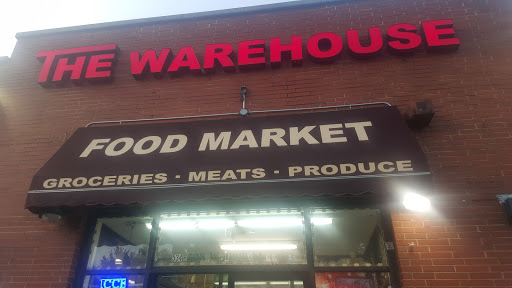 THE WAREHOUSE
FOOD MARKET
GROCERIES · MEATS · PRODUCE